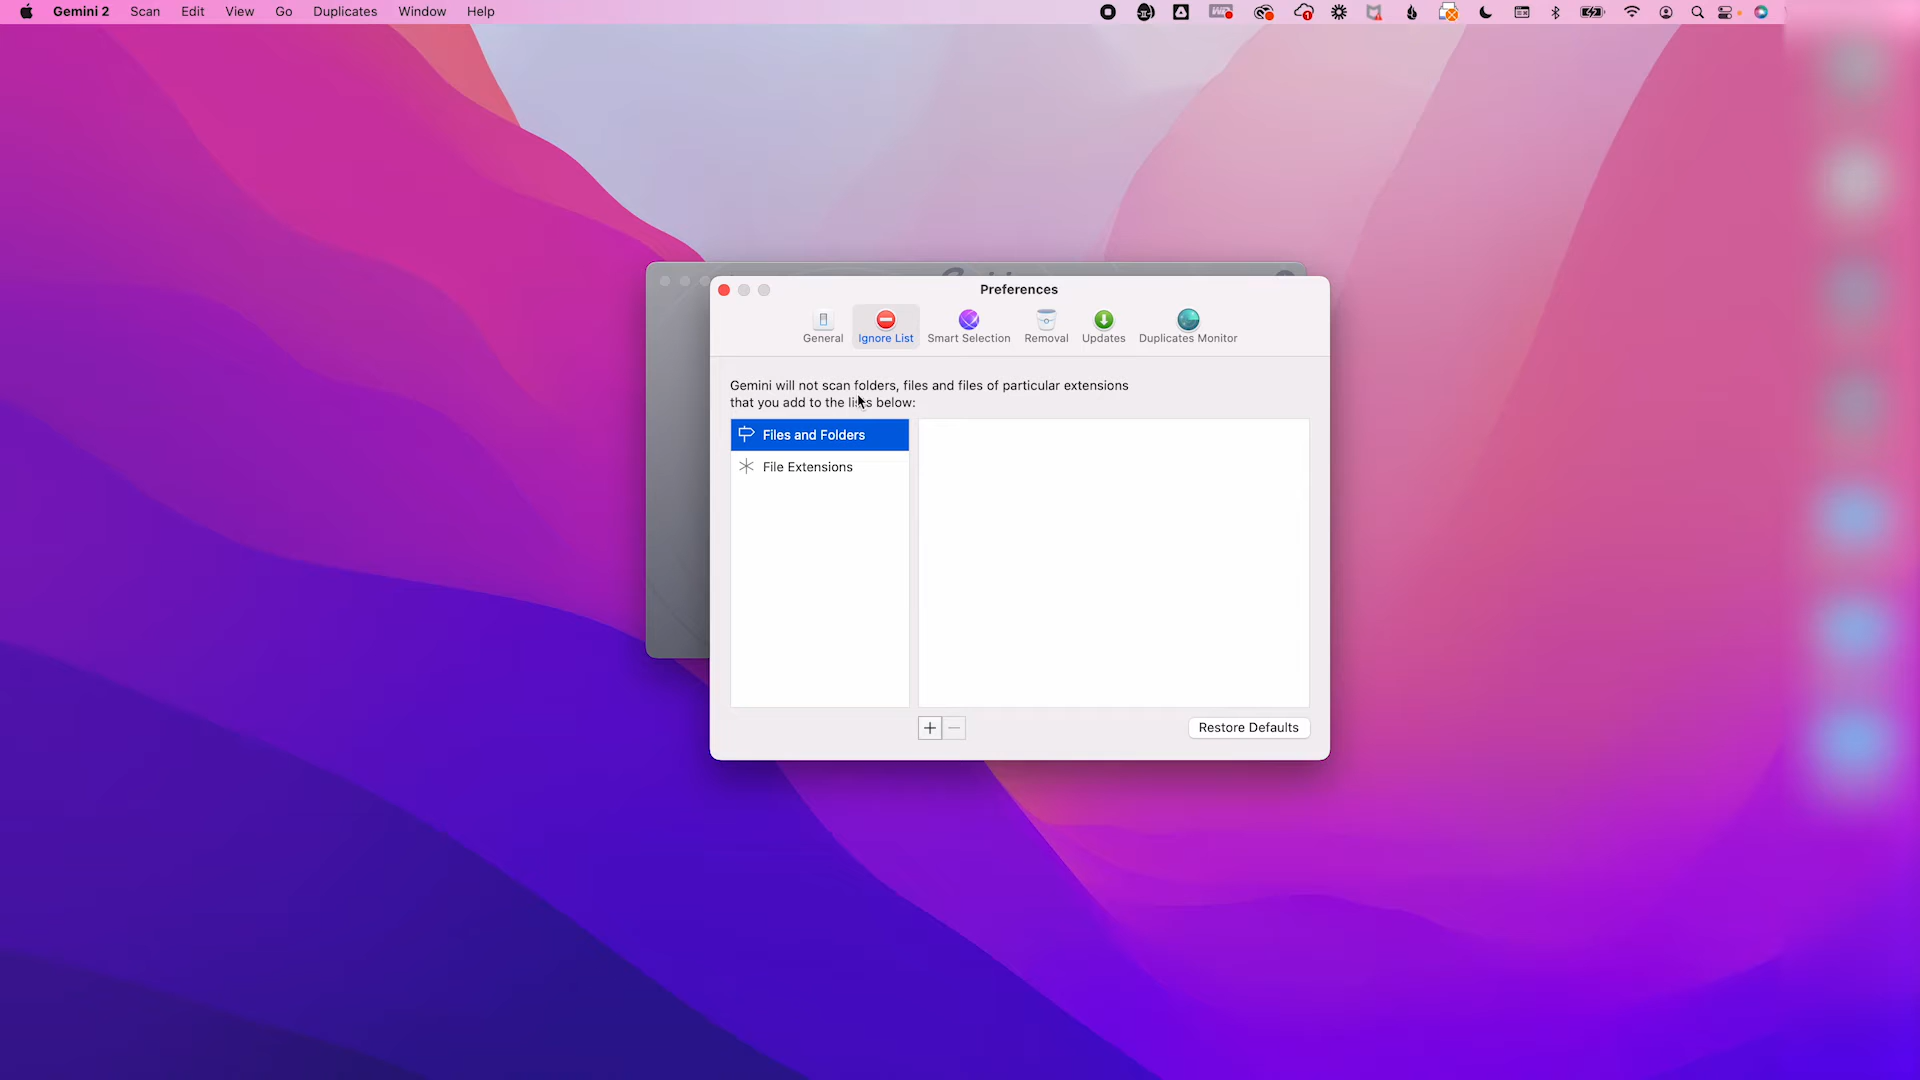 Gemini 2 Scan Edit View Go Duplicates Window Help
Preferences
General Ignore List Smart Selection Removal Updates Duplicates Monitor
Gemini will not scan folders, files and files of particular extensions
that you add to the lists below:
Files and Folders
File Extensions
Restore Defaults